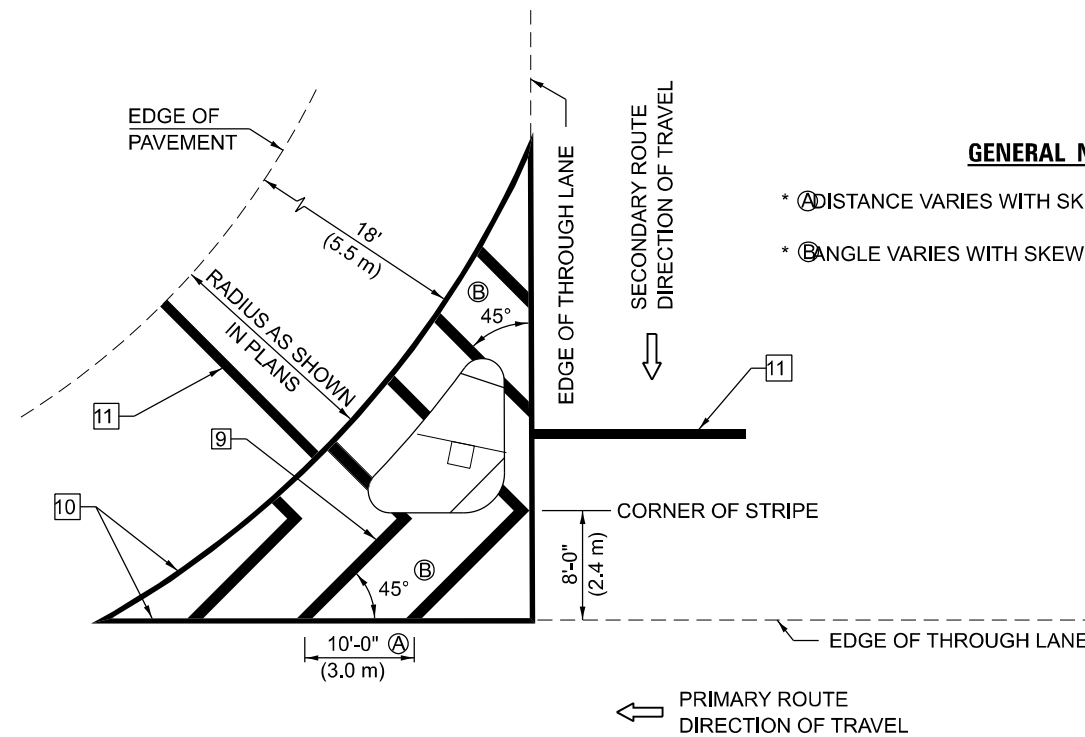 EDGE OF
PAVEMENT
18'
(5.5 m)
RADIUS AS SHOWN
IN PLANS
EDGE OF THROUGH LANE
SECONDARY ROUTE
DIRECTION OF TRAVEL
GENERAL N
* Ⓐ DISTANCE VARIES WITH SK
* Ⓑ ANGLE VARIES WITH SKEW
Ⓑ
45°
11
11
9
10
CORNER OF STRIPE
8'-0"
(2.4 m)
45° Ⓑ
10'-0" Ⓐ
(3.0 m)
EDGE OF THROUGH LANE
PRIMARY ROUTE
DIRECTION OF TRAVEL